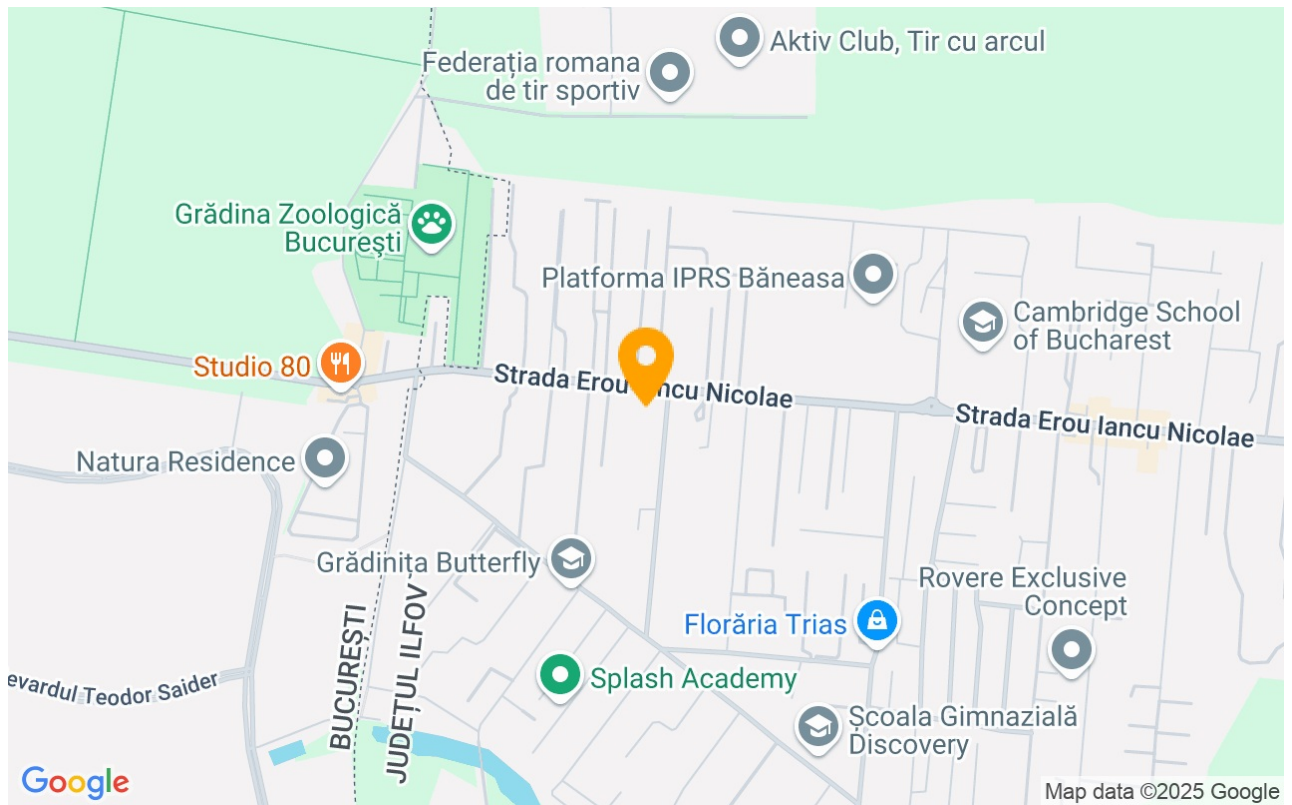 Aktiv Club, Tir cu arcul
Federația romana
de tir sportiv
Grădina Zoologică
București
Platforma IPRS Băneasa
Cambridge School
of Bucharest
Studio 80
Strada Erou Iancu Nicolae
Strada Erou Iancu Nicolae
Natura Residence
Grădinița Butterfly
Rovere Exclusive
Concept
Florăria Trias
BUCUREȘTI
JUDEȚUL ILFOV
evardul Teodor Saider
Splash Academy
Școala Gimnazială
Discovery
Google
Map data ©2025 Google